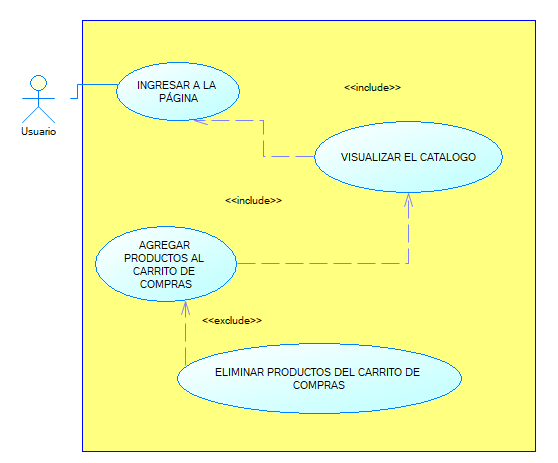 INGRESAR A LA
PÁGINA
<<include>>
Usuario
VISUALIZAR EL CATALOGO
<<include>>
AGREGAR
PRODUCTOS AL
CARRITO DE
COMPRAS
<<exclude>>
ELIMINAR PRODUCTOS DEL CARRITO DE
COMPRAS